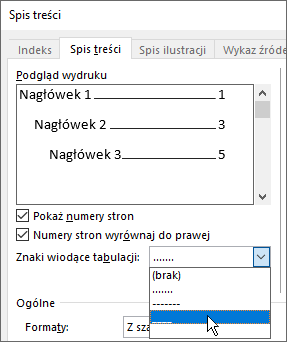 Spis treści
Indeks Spis treści Spis ilustracji Wykaz źróde
Podgląd wydruku
Nagłówek 1 1
Nagłówek 2 3
Nagłówek 3 5
Pokaż numery stron
Numery stron wyrównaj do prawej
Znaki wiodące tabulacji: .......
(brak)
.......
-------
Ogólne
Formaty: Z sza